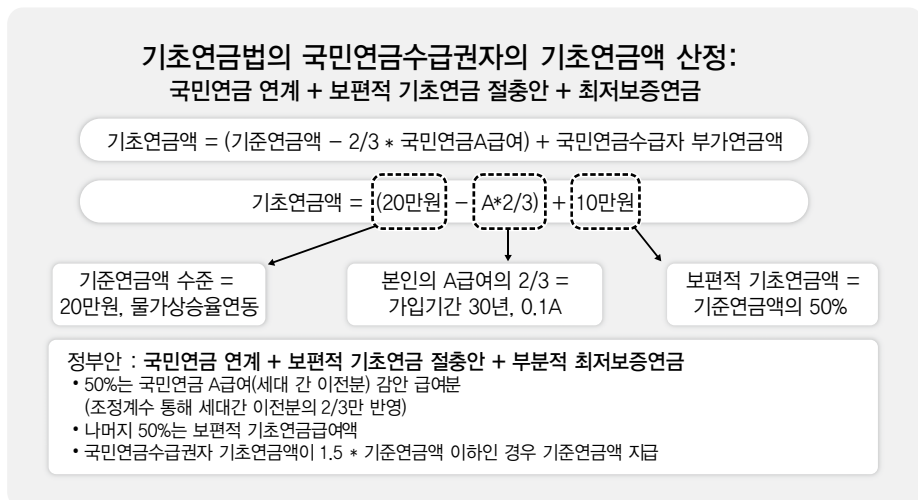 기초연금법의 국민연금수급권자의 기초연금액 산정:
국민연금 연계 + 보편적 기초연금 절충안 + 최저보증연금
기초연금액 = (기준연금액 - 2/3 * 국민연금A급여) + 국민연금수급자 부가연금액
기초연금액 = (20만원 - A*2/3) + 10만원
기준연금액 수준 =
20만원, 물가상승율연동
본인의 A급여의 2/3 =
가입기간 30년, 0.1A
보편적 기초연금액 =
기준연금액의 50%
정부안 : 국민연금 연계 + 보편적 기초연금 절충안 + 부분적 최저보증연금
• 50%는 국민연금 A급여(세대 간 이전분) 감안 급여분
(조정계수 통해 세대간 이전분의 2/3만 반영)
• 나머지 50%는 보편적 기초연금급여액
• 국민연금수급권자 기초연금액이 1.5 * 기준연금액 이하인 경우 기준연금액 지급